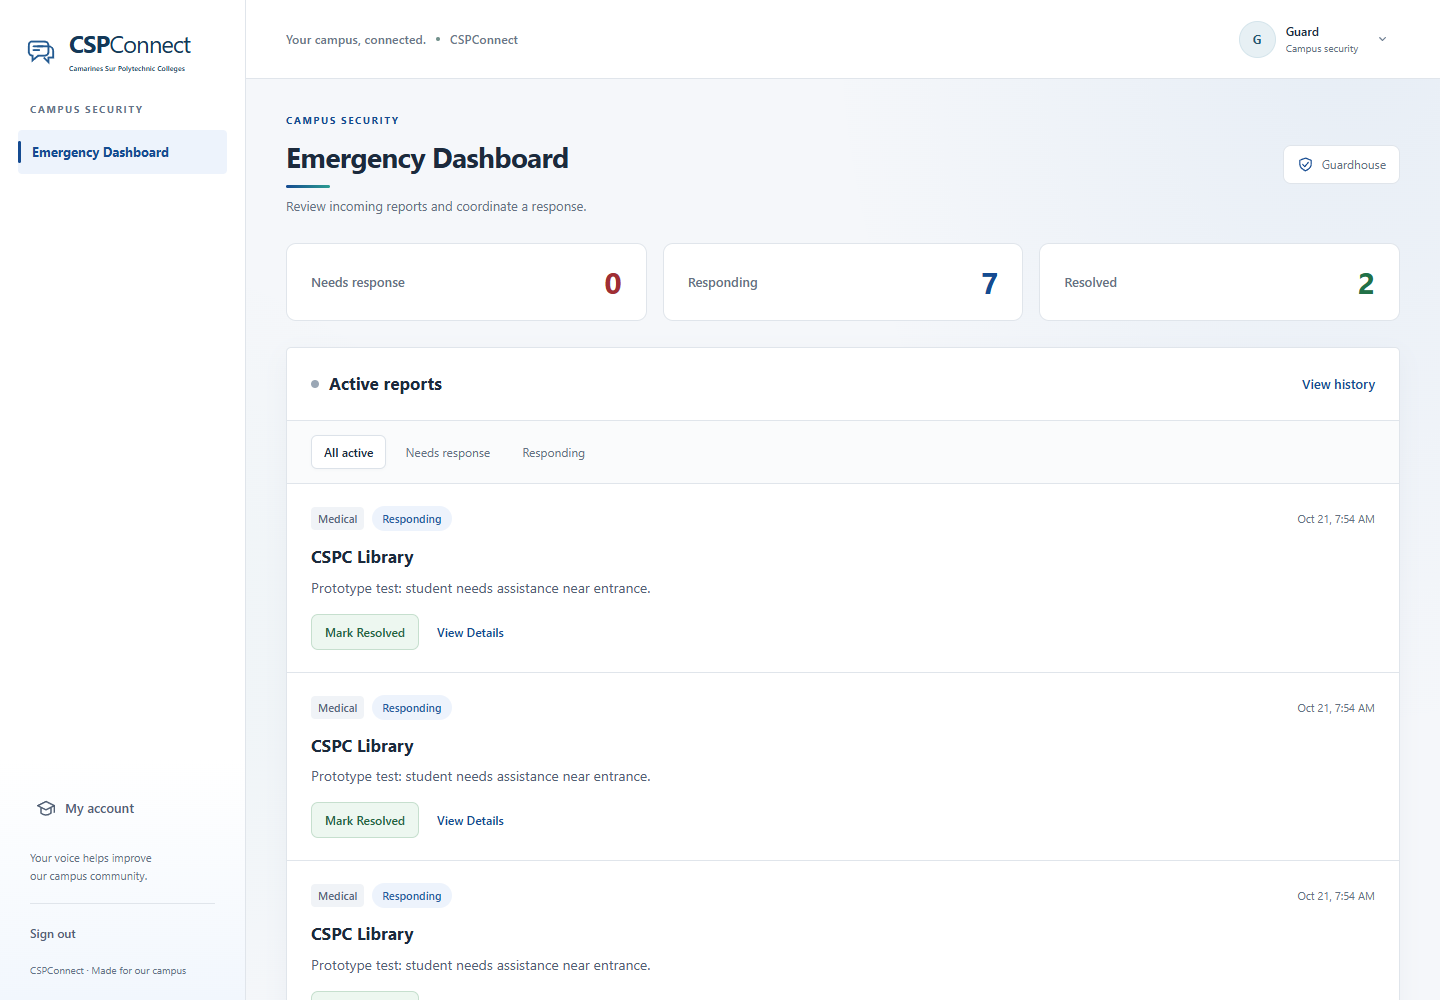 CSPConnect
Camarines Sur Polytechnic Colleges
CAMPUS SECURITY
Emergency Dashboard
My account
Your voice helps improve
our campus community.
Sign out
CSPConnect · Made for our campus
Your campus, connected. • CSPConnect
G
Guard
Campus security
CAMPUS SECURITY
Emergency Dashboard
Review incoming reports and coordinate a response.
Guardhouse
Needs response 0
Responding 7
Resolved 2
Active reports
View history
All active
Needs response
Responding
Medical Responding Oct 21, 7:54 AM
CSPC Library
Prototype test: student needs assistance near entrance.
Mark Resolved View Details
Medical Responding Oct 21, 7:54 AM
CSPC Library
Prototype test: student needs assistance near entrance.
Mark Resolved View Details
Medical Responding Oct 21, 7:54 AM
CSPC Library
Prototype test: student needs assistance near entrance.